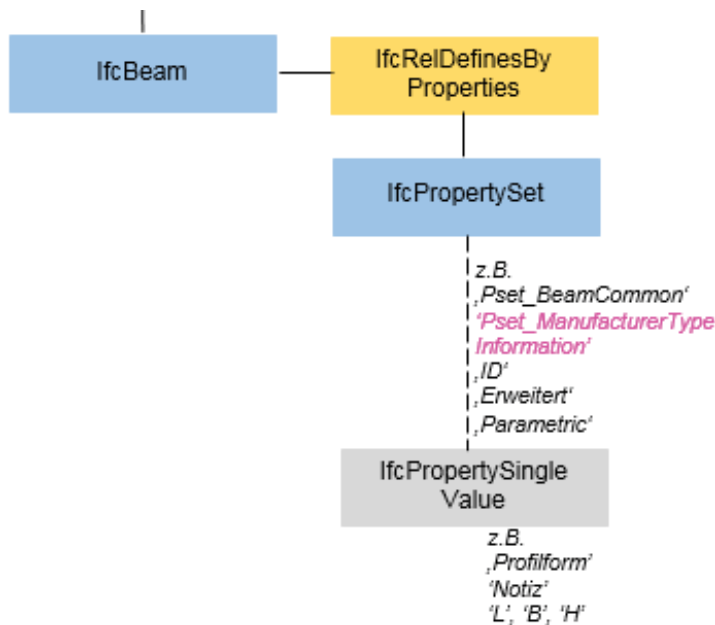 IfcBeam
IfcRelDefinesBy
Properties
IfcPropertySet
z.B.
‚Pset_BeamCommon‘
‘Pset_ManufacturerType
Information’
‚ID‘
‚Erweitert‘
‚Parametric‘
IfcPropertySingle
Value
z.B.
‚Profilform’
‘Notiz’
‘L’, ‘B’, ‘H’